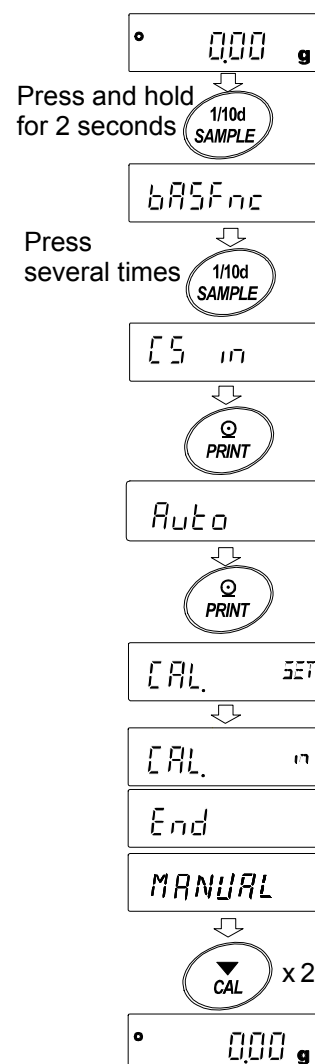 0.00 g
Press and hold
for 2 seconds
1/10d
SAMPLE
bASFnc
Press
several times
1/10d
SAMPLE
CS in
PRINT
Auto
PRINT
CAL. SET
CAL. in
End
MANUAL
CAL
x 2
0.00 g